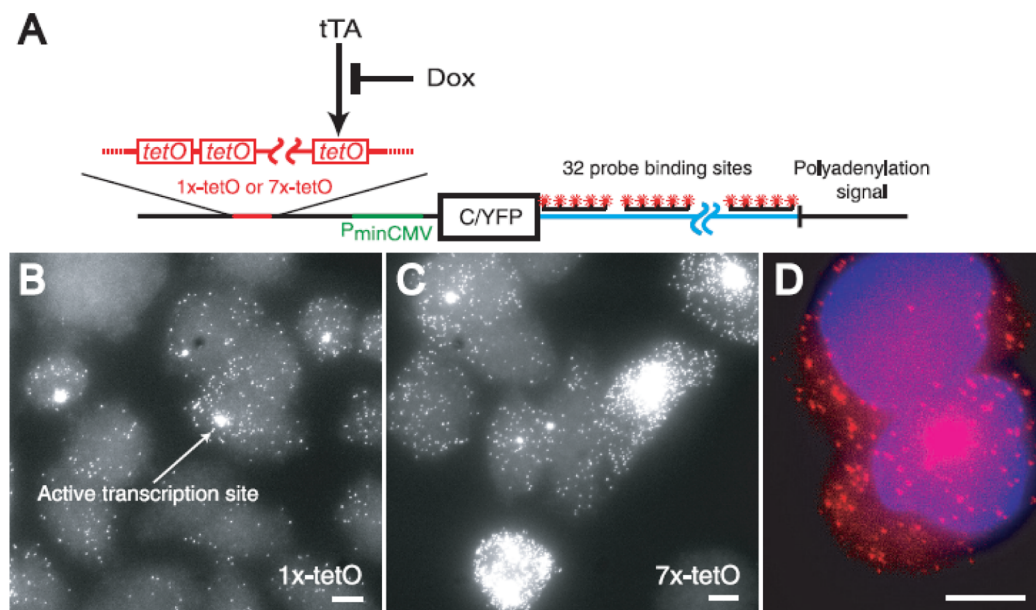 A
tTA
Dox
tetO tetO tetO
1x-tetO or 7x-tetO
32 probe binding sites
Polyadenylation
signal
C/YFP
PminCMV
B
C
D
Active transcription site
1x-tetO
7x-tetO